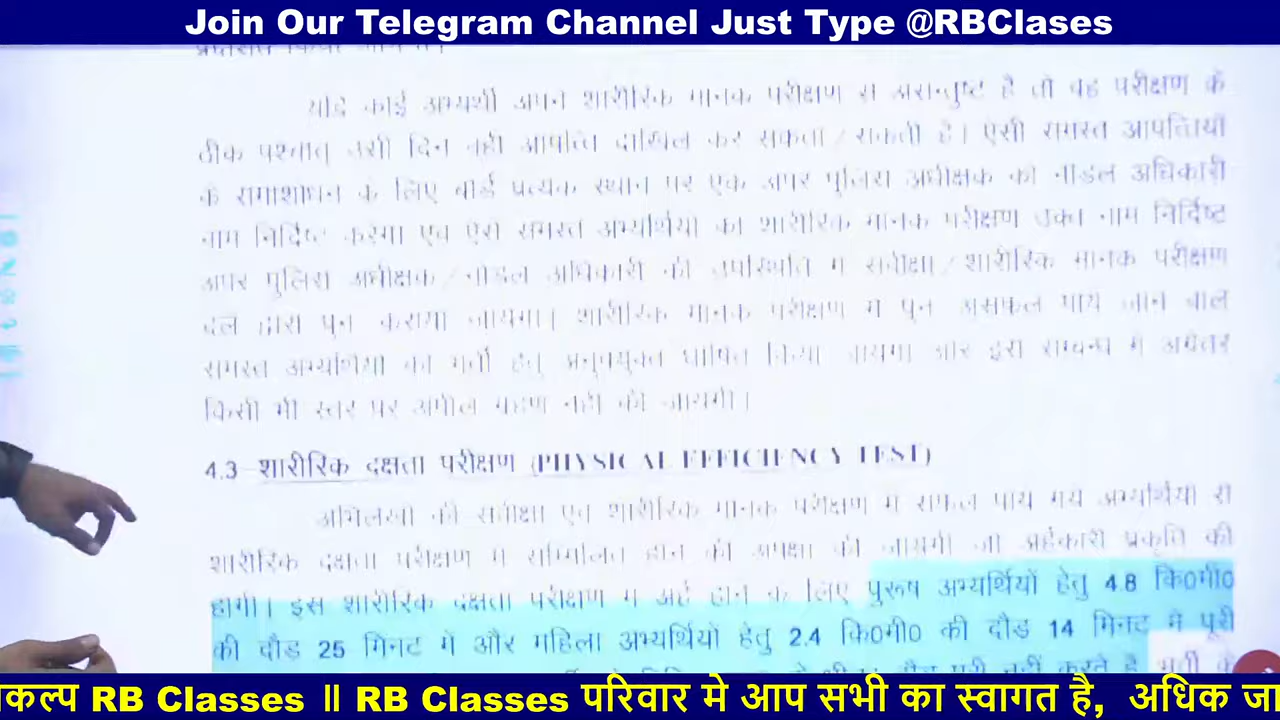 Join Our Telegram Channel Just Type @RBClases
यदि कोई अभ्यर्थी अपने शारीरिक मानक परीक्षण से असन्तुष्ट है तो वह परीक्षण के
ठीक पश्चात् उसी दिन वहीं आपत्ति दाखिल कर सकता/सकती है। ऐसी समस्त आपत्तियों
के समाशोधन के लिए बोर्ड प्रत्येक स्थान पर एक अपर पुलिस अधीक्षक को नोडल अधिकारी
नाम निर्दिष्ट करेगा एवं ऐसे समस्त अभ्यर्थियों का शारीरिक मानक परीक्षण उक्त नाम निर्दिष्ट
अपर पुलिस अधीक्षक/नोडल अधिकारी की उपस्थिति में संवीक्षा/शारीरिक मानक परीक्षण
दल द्वारा पुनः कराया जायेगा। शारीरिक मानक परीक्षण में पुनः असफल पाये जाने वाले
समस्त अभ्यर्थियों को भर्ती हेतु अनुपयुक्त घोषित किया जायेगा और इस सम्बन्ध में अग्रेतर
किसी भी स्तर पर अपील ग्रहण नहीं की जायेगी।
4.3 शारीरिक दक्षता परीक्षण (PHYSICAL EFFICIENCY TEST)
अभिलेखों की संवीक्षा एवं शारीरिक मानक परीक्षण में सफल पाये गये अभ्यर्थियों से
शारीरिक दक्षता परीक्षण में सम्मिलित होने की अपेक्षा की जायेगी जो अर्हकारी प्रकृति की
होगी। इस शारीरिक दक्षता परीक्षण में अर्ह होने के लिए पुरूष अभ्यर्थियों हेतु 4.8 कि0मी0
की दौड़ 25 मिनट में और महिला अभ्यर्थियों हेतु 2.4 कि0मी0 की दौड़ 14 मिनट में पूरी
दौड़ पूरी नहीं करते है भर्ती के
कल्प RB Classes ॥ RB Classes परिवार मे आप सभी का स्वागत है, अधिक जा